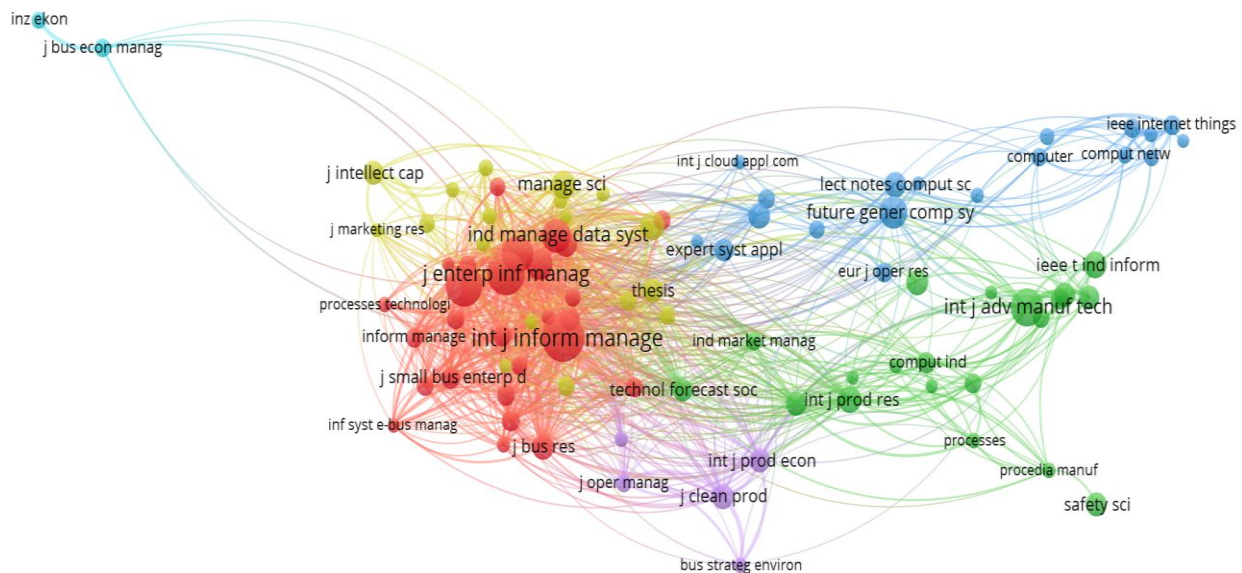 inz ekon
j bus econ manag
ieee internet things
int j cloud appl com
computer
comput netw
j intellect cap
manage sci
lect notes comput sc
future gener comp sy
j marketing res
ind manage data syst
expert syst appl
eur j oper res
ieee t ind inform
j enterp inf manag
thesis
processes technologi
int j adv manuf tech
inform manage
int j inform manage
ind market manag
comput ind
j small bus enterp d
technol forecast soc
int j prod res
inf syst e-bus manag
j bus res
processes
int j prod econ
procedia manuf
j oper manag
j clean prod
safety sci
bus strateg environ